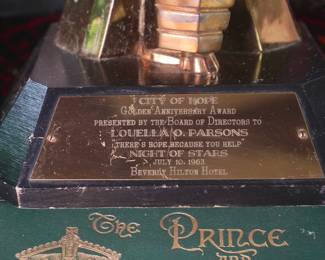 CITY OF HOPE
GOLDEN ANNIVERSARY AWARD
PRESENTED BY THE BOARD OF DIRECTORS TO
LOUELLA O. PARSONS
"THERE'S HOPE BECAUSE YOU HELP"
NIGHT OF STARS
JULY 10, 1963
BEVERLY HILTON HOTEL
The PRINCE
AND